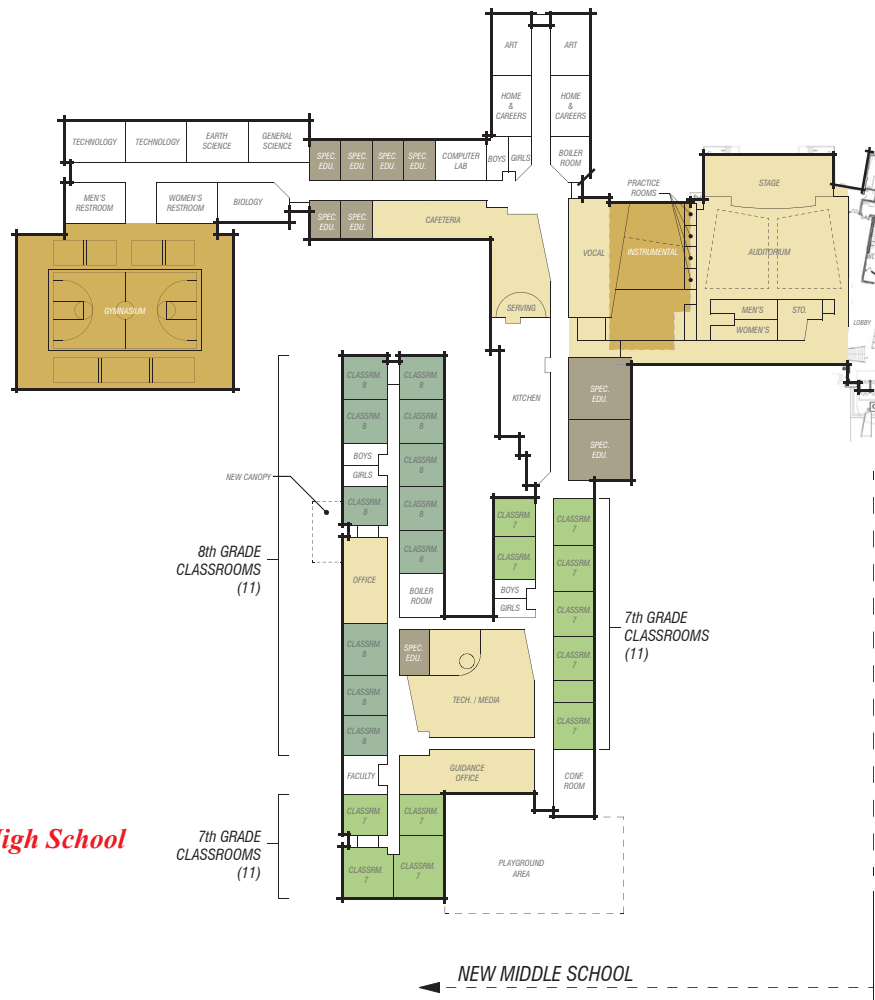 ART
ART
HOME
&
CAREERS
HOME
&
CAREERS
TECHNOLOGY
TECHNOLOGY
EARTH
SCIENCE
GENERAL
SCIENCE
SPEC.
EDU.
SPEC.
EDU.
SPEC.
EDU.
SPEC.
EDU.
COMPUTER
LAB
BOYS
GIRLS
BOILER
ROOM
MEN'S
RESTROOM
WOMEN'S
RESTROOM
BIOLOGY
SPEC.
EDU.
SPEC.
EDU.
CAFETERIA
PRACTICE
ROOMS
STAGE
VOCAL
INSTRUMENTAL
AUDITORIUM
GYMNASIUM
SERVING
MEN'S
STO.
WOMEN'S
LOBBY
KITCHEN
SPEC.
EDU.
SPEC.
EDU.
CLASSRM.
8
CLASSRM.
8
CLASSRM.
8
CLASSRM.
8
BOYS
GIRLS
CLASSRM.
8
NEW CANOPY
CLASSRM.
8
CLASSRM.
8
CLASSRM.
8
8th GRADE
CLASSROOMS
(11)
OFFICE
BOILER
ROOM
CLASSRM.
7
CLASSRM.
7
BOYS
GIRLS
CLASSRM.
7
CLASSRM.
7
CLASSRM.
7
CLASSRM.
7
CLASSRM.
7
7th GRADE
CLASSROOMS
(11)
CLASSRM.
8
SPEC.
EDU.
CLASSRM.
8
TECH. / MEDIA
CLASSRM.
8
FACULTY
GUIDANCE
OFFICE
CONF.
ROOM
CLASSRM.
7
CLASSRM.
7
CLASSRM.
7
CLASSRM.
7
High School
7th GRADE
CLASSROOMS
(11)
PLAYGROUND
AREA
NEW MIDDLE SCHOOL